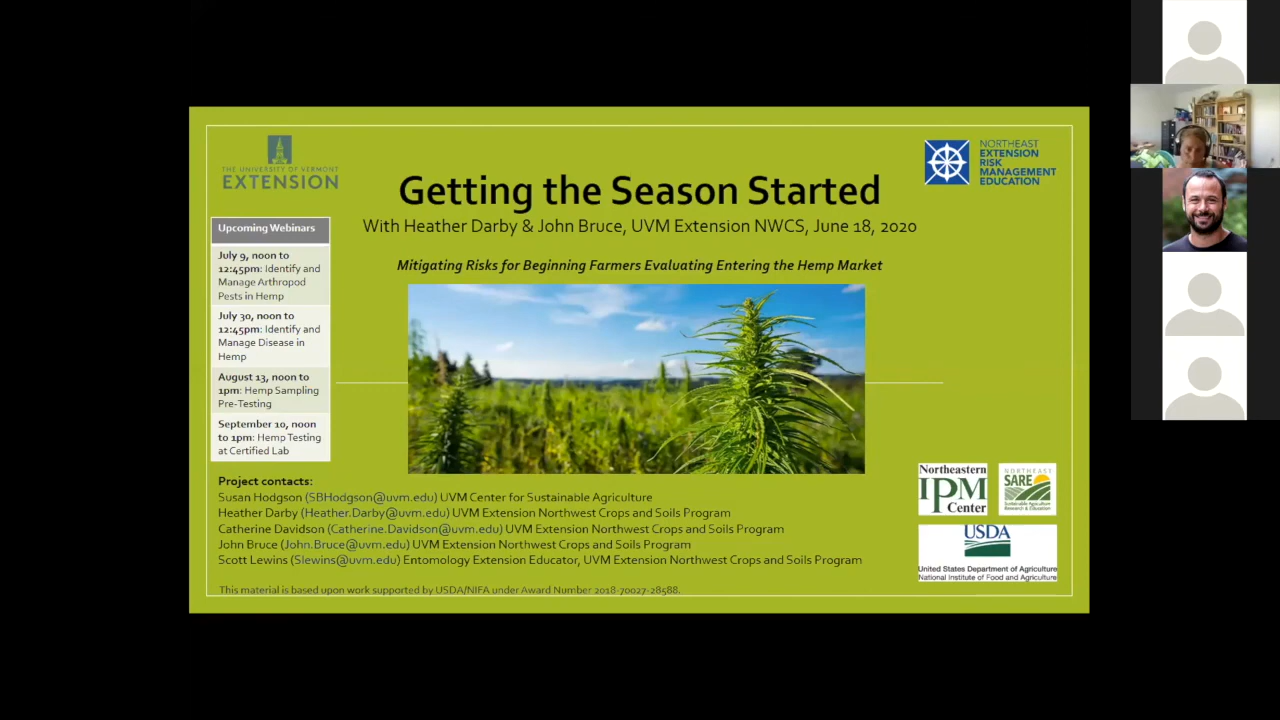 THE UNIVERSITY OF VERMONT
EXTENSION
NORTHEAST
EXTENSION
RISK
MANAGEMENT
EDUCATION
Getting the Season Started
With Heather Darby & John Bruce, UVM Extension NWCS, June 18, 2020
Mitigating Risks for Beginning Farmers Evaluating Entering the Hemp Market
Upcoming Webinars
July 9, noon to
12:45pm: Identify and
Manage Arthropod
Pests in Hemp
July 30, noon to
12:45pm: Identify and
Manage Disease in
Hemp
August 13, noon to
1pm: Hemp Sampling
Pre-Testing
September 10, noon
to 1pm: Hemp Testing
at Certified Lab
Project contacts:
Susan Hodgson (SBHodgson@uvm.edu) UVM Center for Sustainable Agriculture
Heather Darby (Heather.Darby@uvm.edu) UVM Extension Northwest Crops and Soils Program
Catherine Davidson (Catherine.Davidson@uvm.edu) UVM Extension Northwest Crops and Soils Program
John Bruce (John.Bruce@uvm.edu) UVM Extension Northwest Crops and Soils Program
Scott Lewins (Slewins@uvm.edu) Entomology Extension Educator, UVM Extension Northwest Crops and Soils Program
This material is based upon work supported by USDA/NIFA under Award Number 2018-70027-28588.
Northeastern
IPM
Center
NORTHEAST
SARE
Sustainable Agriculture
Research & Education
USDA
United States Department of Agriculture
National Institute of Food and Agriculture